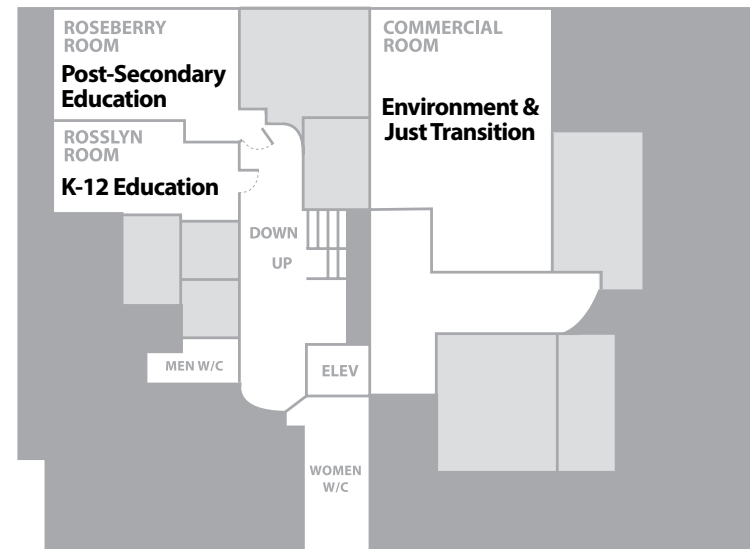 ROSEBERRY
ROOM
Post-Secondary
Education
ROSSLYN
ROOM
K-12 Education
COMMERCIAL
ROOM
Environment &
Just Transition
DOWN
UP
MEN W/C
ELEV
WOMEN
W/C